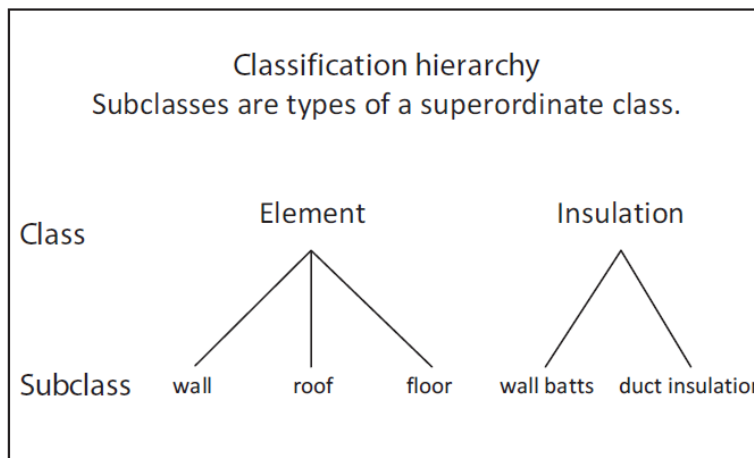 Classification hierarchy
Subclasses are types of a superordinate class.
Class Element Insulation
Subclass wall roof floor wall batts duct insulation